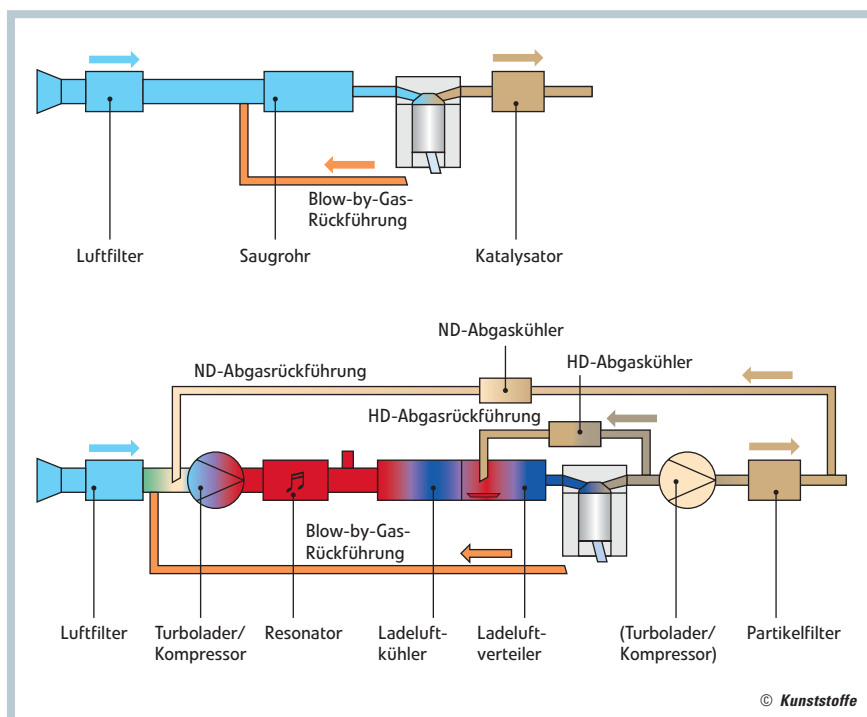 Blow-by-Gas-
Rückführung
Luftfilter
Saugrohr
Katalysator
ND-Abgaskühler
ND-Abgasrückführung
HD-Abgaskühler
HD-Abgasrückführung
Blow-by-Gas-
Rückführung
Luftfilter
Turbolader/
Kompressor
Resonator
Ladeluft-
kühler
Ladeluft-
verteiler
(Turbolader/
Kompressor)
Partikelfilter
© Kunststoffe